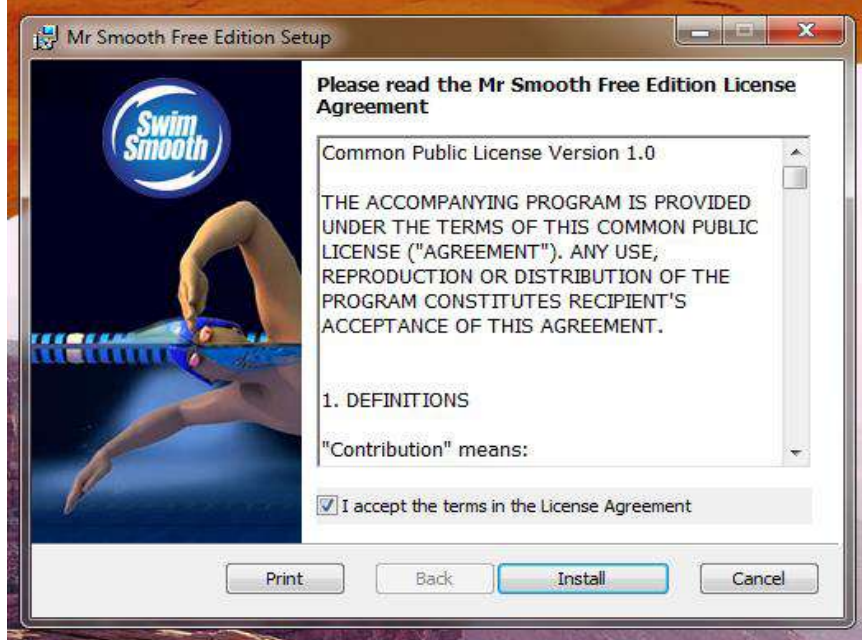 Mr Smooth Free Edition Setup
Swim
Smooth
Please read the Mr Smooth Free Edition License
Agreement
Common Public License Version 1.0
THE ACCOMPANYING PROGRAM IS PROVIDED
UNDER THE TERMS OF THIS COMMON PUBLIC
LICENSE ("AGREEMENT"). ANY USE,
REPRODUCTION OR DISTRIBUTION OF THE
PROGRAM CONSTITUTES RECIPIENT'S
ACCEPTANCE OF THIS AGREEMENT.
1. DEFINITIONS
"Contribution" means:
I accept the terms in the License Agreement
Print
Back
Install
Cancel